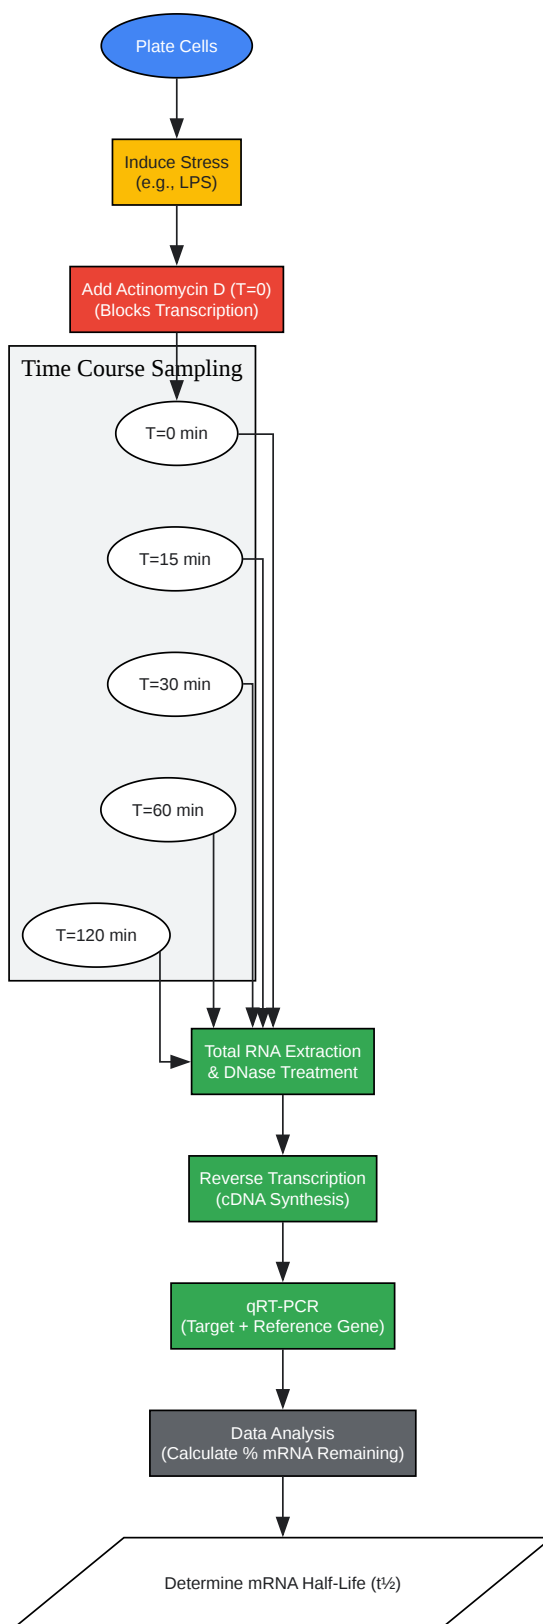 Plate Cells
Induce Stress
(e.g., LPS)
Add Actinomycin D (T=0)
(Blocks Transcription)
Time Course Sampling
T=0 min
T=15 min
T=30 min
T=60 min
T=120 min
Total RNA Extraction
& DNase Treatment
Reverse Transcription
(cDNA Synthesis)
qRT-PCR
(Target + Reference Gene)
Data Analysis
(Calculate % mRNA Remaining)
Determine mRNA Half-Life (t½)